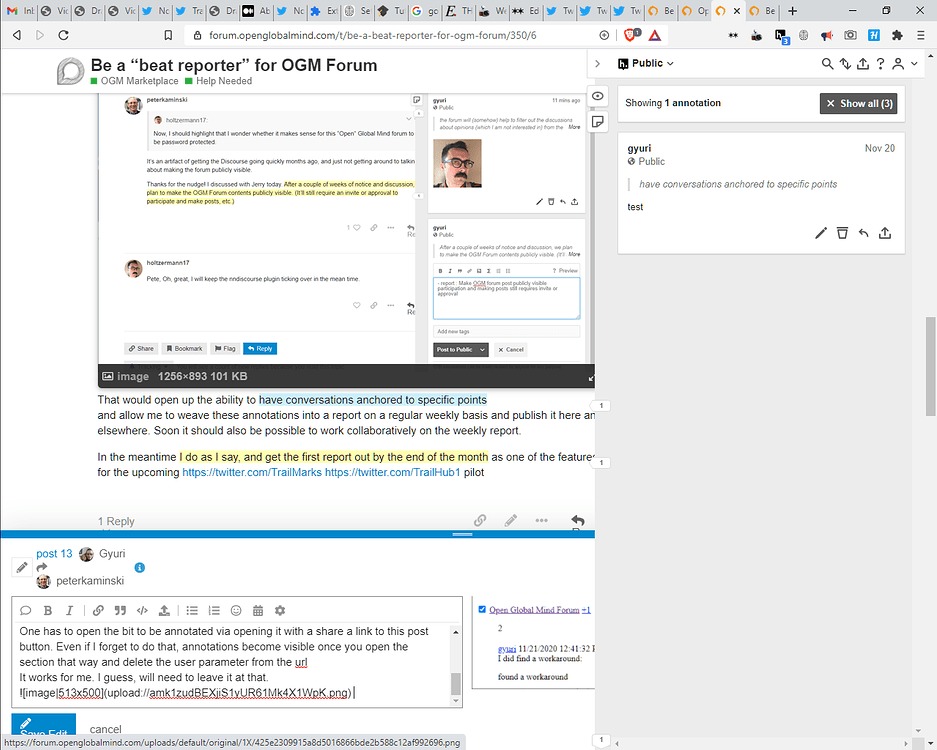 In
Vic
Dra
Vic
Nc
Tra
Dra
Ab
Nc
Ex
Se
Tu
go
TH
We
Ed
Tw
Tw
Tw
Be
Op
Be
forum.openglobalmind.com/t/be-a-beat-reporter-for-ogm-forum/350/6
Be a “beat reporter” for OGM Forum
OGM Marketplace Help Needed
peterkaminski
holtzermann17:
Now, I should highlight that I wonder whether it makes sense for this "Open" Global Mind forum to
be password protected
It's an artifact of getting the Discourse going quickly months ago, and just not getting around to talkin
about making the forum publicly visible.
Thanks for the nudge! I discussed with Jerry today. After a couple of weeks of notice and discussion,
plan to make the OGM Forum contents publicly visible. (It'll still require an invite or approval to
participate and make posts, etc.)
1
Re
holtzermann17
Pete, Oh, great, I will keep the nndiscourse plugin ticking over in the mean time.
Re
Share Bookmark Flag Reply
gyuri 11 mins ago
Public
the forum will (somehow) help to filter out the discussions
about opinions (which I am not interested in) from the More
gyuri
Public
After a couple of weeks of notice and discussion, we plan
to make the OGM Forum contents publicly visible. (It'll More
Preview
- report : Make OGM forum post publicly visible
participation and making posts still requires invite or
approval
Add new tags
Post to Public Cancel
image 1256×893 101 KB
That would open up the ability to have conversations anchored to specific points
and allow me to weave these annotations into a report on a regular weekly basis and publish it here an
elsewhere. Soon it should also be possible to work collaboratively on the weekly report.
In the meantime I do as I say, and get the first report out by the end of the month as one of the features
for the upcoming https://twitter.com/TrailMarks https://twitter.com/TrailHub1 pilot
1 Reply
1
1
1
Public
Showing 1 annotation
× Show all (3)
gyuri Nov 20
Public
have conversations anchored to specific points
test
post 13 Gyuri
peterkaminski
One has to open the bit to be annotated via opening it with a share a link to this post
button. Even if I forget to do that, annotations become visible once you open the
section that way and delete the user parameter from the url
It works for me. I guess, will need to leave it at that.
![image|513x500](upload://amk1zudBEXjiS1yUR61Mk4X1WpK.png)
Open Global Mind Forum +1
2
gyuri 11/21/2020 12:41:32
I did find a workaround:
found a workaround
Save Edit cancel
https://forum.openglobalmind.com/uploads/default/original/1X/425e2309915a8d5016866bde2b588c12af992696.png